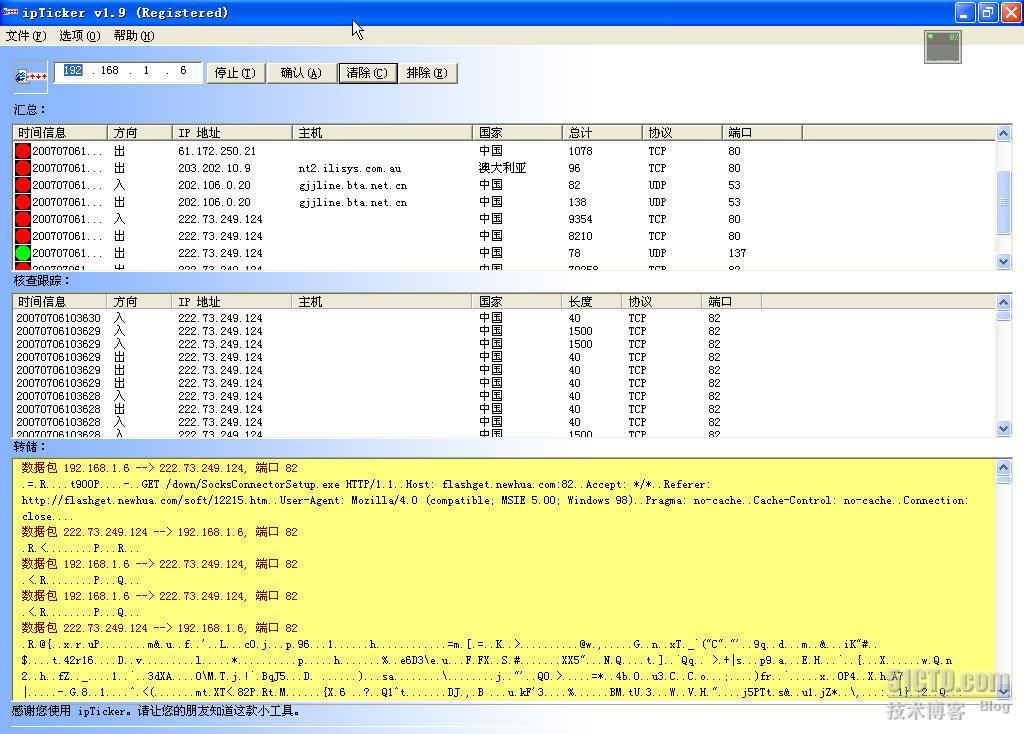 ipTicker v1.9 (Registered)
文件(F) 选项(O) 帮助(H)
192 . 168 . 1 . 6 停止(T) 确认(A) 清除(C) 排除(E)
汇总：
时间信息 方向 IP 地址 主机 国家 总计 协议 端口
200707061... 出 61.172.250.21 中国 1078 TCP 80
200707061... 出 203.202.10.9 nt2.ilisys.com.au 澳大利亚 96 TCP 80
200707061... 入 202.106.0.20 gjjline.bta.net.cn 中国 82 UDP 53
200707061... 出 202.106.0.20 gjjline.bta.net.cn 中国 138 UDP 53
200707061... 入 222.73.249.124 中国 9354 TCP 80
200707061... 出 222.73.249.124 中国 8210 TCP 80
200707061... 出 222.73.249.124 中国 78 UDP 137
核查跟踪：
时间信息 方向 IP 地址 主机 国家 长度 协议 端口
20070706103630 入 222.73.249.124 中国 40 TCP 82
20070706103629 入 222.73.249.124 中国 1500 TCP 82
20070706103629 入 222.73.249.124 中国 1500 TCP 82
20070706103629 出 222.73.249.124 中国 40 TCP 82
20070706103629 出 222.73.249.124 中国 40 TCP 82
20070706103629 出 222.73.249.124 中国 40 TCP 82
20070706103628 入 222.73.249.124 中国 40 TCP 82
20070706103628 出 222.73.249.124 中国 40 TCP 82
20070706103628 入 222.73.249.124 中国 40 TCP 82
20070706103628 入 222.73.249.124 中国 1500 TCP 82
转储：
数据包 192.168.1.6 --> 222.73.249.124, 端口 82
.=.R....t900P....-..GET /down/SocksConnectorSetup.exe HTTP/1.1..Host: flashget.newhua.com:82..Accept: */*..Referer:
http://flashget.newhua.com/soft/12215.htm..User-Agent: Mozilla/4.0 (compatible; MSIE 5.00; Windows 98)..Pragma: no-cache..Cache-Control: no-cache..Connection:
close....
数据包 222.73.249.124 --> 192.168.1.6, 端口 82
.R.<........P...R...
数据包 192.168.1.6 --> 222.73.249.124, 端口 82
.<.R........P...Q...
数据包 192.168.1.6 --> 222.73.249.124, 端口 82
.<.R........P...Q...
数据包 222.73.249.124 --> 192.168.1.6, 端口 82
感谢您使用 ipTicker。请让您的朋友知道这款小工具。
51CTO.com
技术博客 Blog